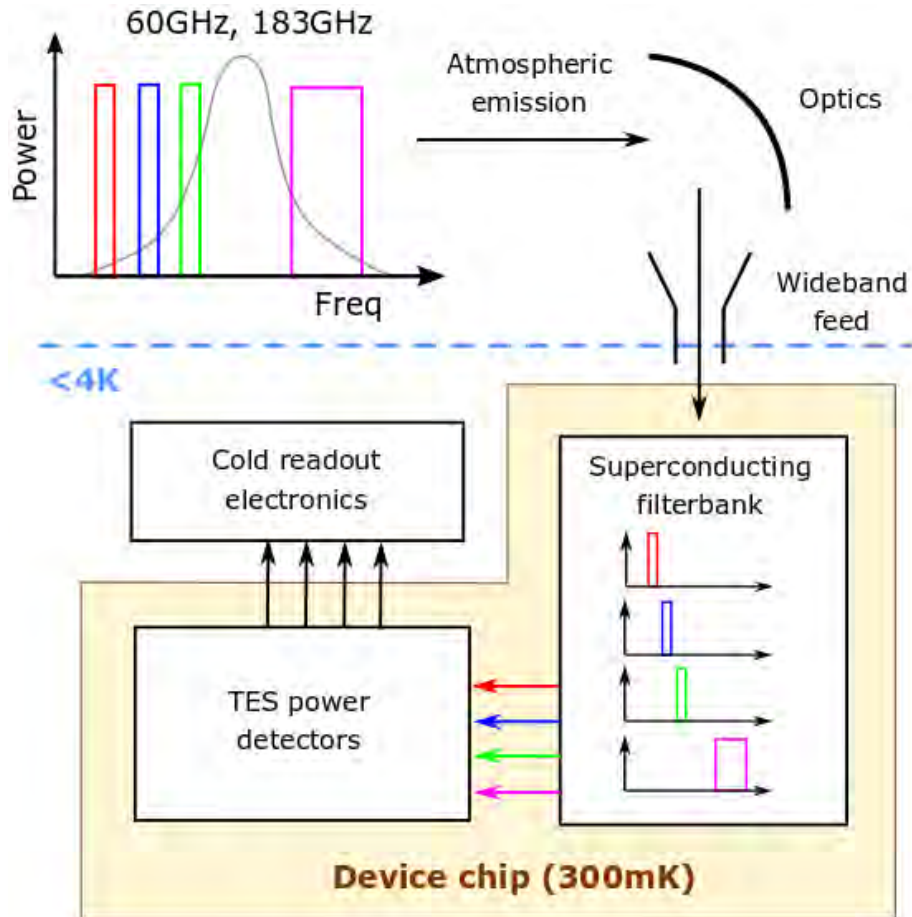 60GHz, 183GHz
Power
Freq
Atmospheric
emission
Optics
Wideband
feed
<4K
Cold readout
electronics
Superconducting
filterbank
TES power
detectors
Device chip (300mK)